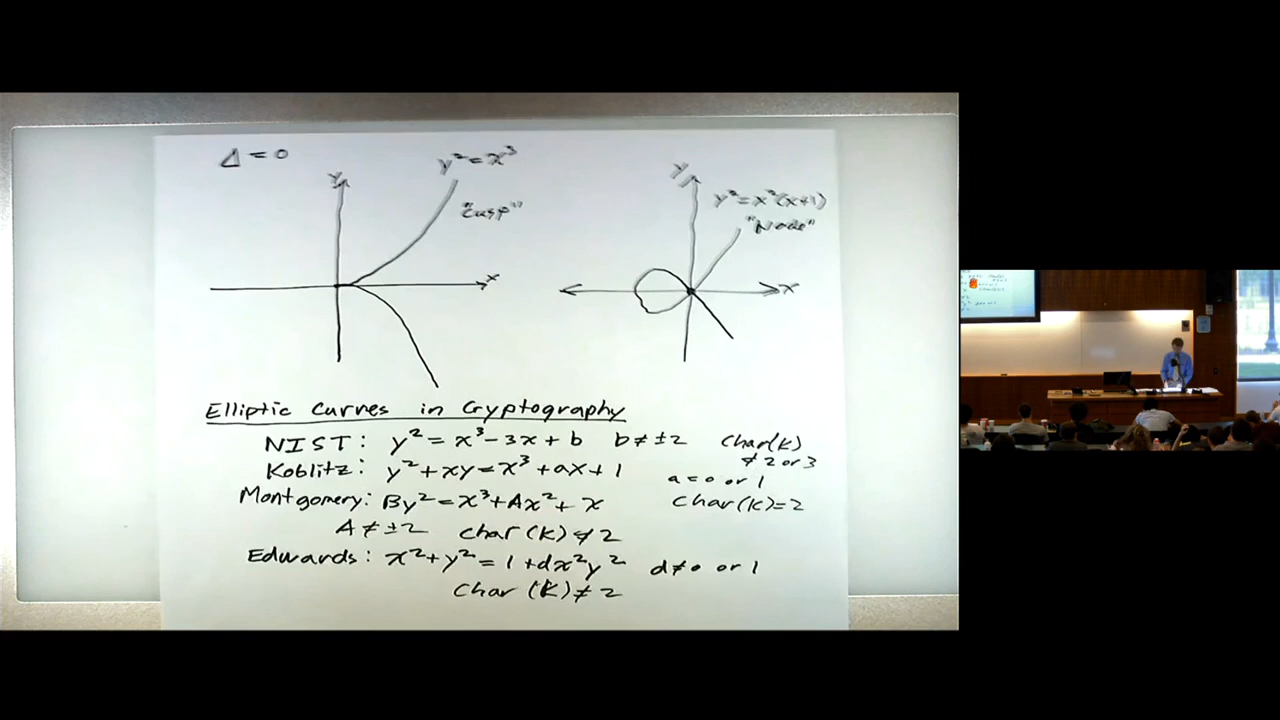 Δ = 0
y
y² = x³
"Cusp"
x
y
y² = x²(x+1)
"Node"
x
Elliptic Curves in Cryptography
NIST: y² = x³ - 3x + b b ≠ ±2 char(k) ≠ 2 or 3
Koblitz: y² + xy = x³ + ax + 1 a = 0 or 1
Montgomery: By² = x³ + Ax² + x char(K) = 2
A ≠ ±2 char(K) ≠ 2
Edwards: x² + y² = 1 + dx²y² d ≠ 0 or 1
Char (K) ≠ 2